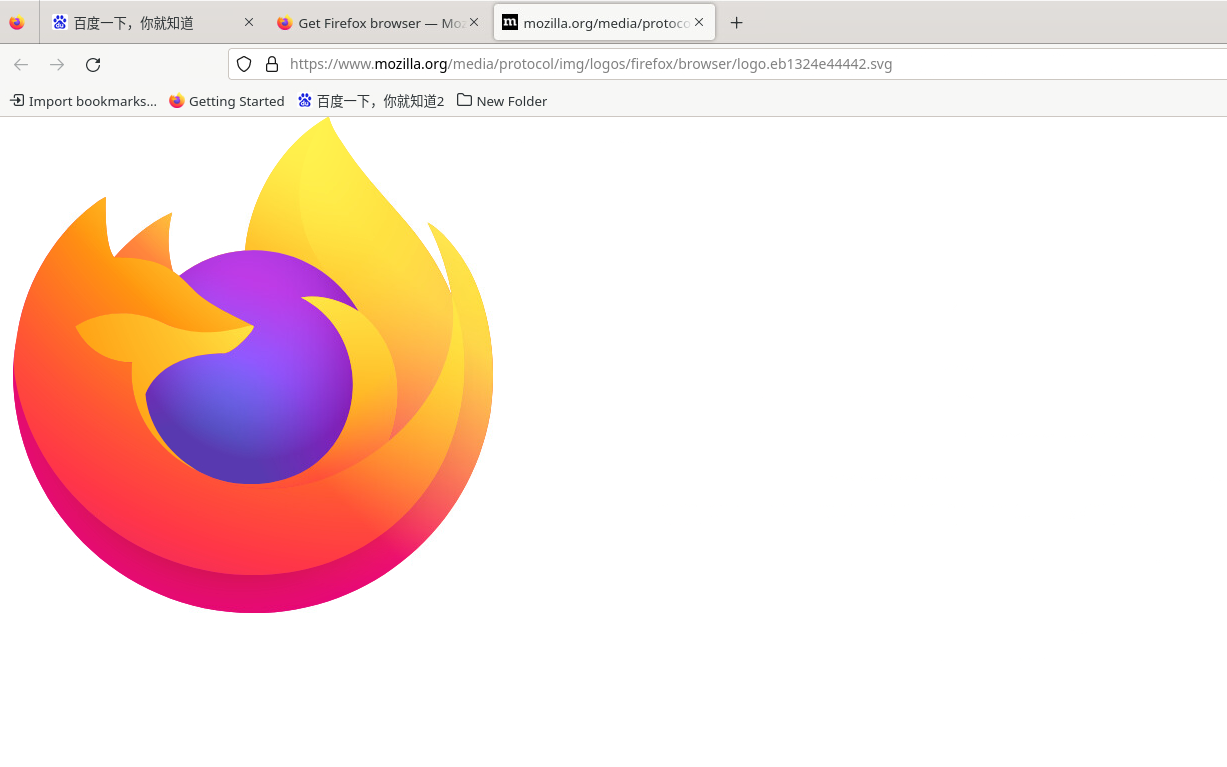 百度一下，你就知道
Get Firefox browser — Mo
mozilla.org/media/protoco
https://www.mozilla.org/media/protocol/img/logos/firefox/browser/logo.eb1324e44442.svg
Import bookmarks...
Getting Started
百度一下，你就知道2
New Folder